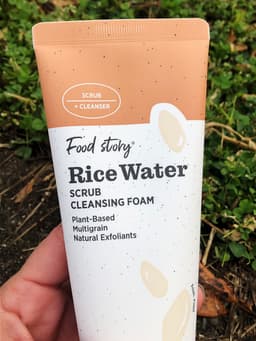 SCRUB
+ CLEANSER
Food story®
Rice Water
SCRUB
CLEANSING FOAM
Plant-Based
Multigrain
Natural Exfoliants